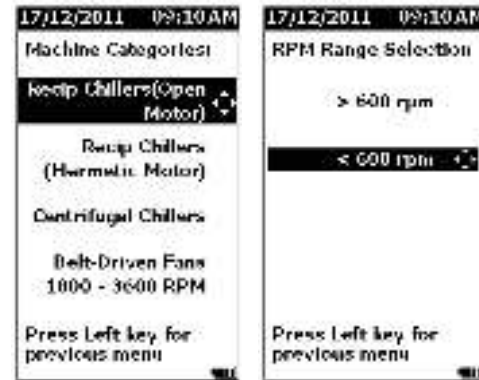 17/12/2011 09:10AM
Machine Categories:
Recip Chillers(Open
Motor)
Recip Chillers
(Hermetic Motor)
Centrifugal Chillers
Belt-Driven Fans
1800 - 3600 RPM
Press Left key for
previous menu
17/12/2011 09:10AM
RPM Range Selection
> 600 rpm
< 600 rpm
Press Left key for
previous menu